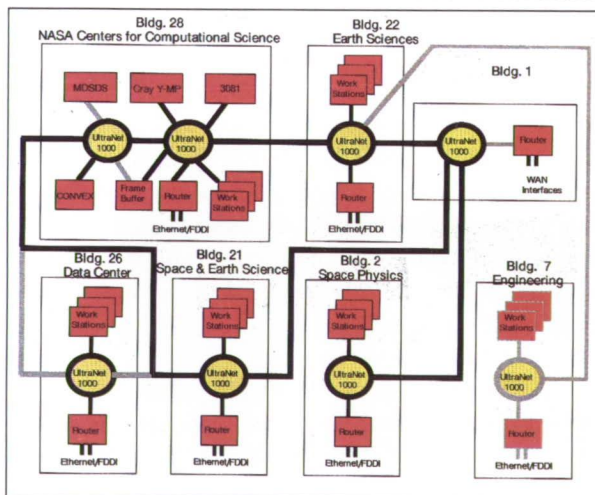 Bldg. 28
NASA Centers for Computational Science
Bldg. 22
Earth Sciences
Bldg. 1
MDSDS
Cray Y-MP
3081
Work
Stations
UltraNet
1000
UltraNet
1000
UltraNet
1000
UltraNet
1000
Router
WAN
Interfaces
CONVEX
Frame
Buffer
Router
Work
Stations
Router
Ethernet/FDDI
Ethernet/FDDI
Bldg. 26
Data Center
Bldg. 21
Space & Earth Science
Bldg. 2
Space Physics
Bldg. 7
Engineering
Work
Stations
Work
Stations
Work
Stations
Work
Stations
UltraNet
1000
UltraNet
1000
UltraNet
1000
UltraNet
1000
Router
Router
Router
Router
Ethernet/FDDI
Ethernet/FDDI
Ethernet/FDDI
Ethernet/FDDI